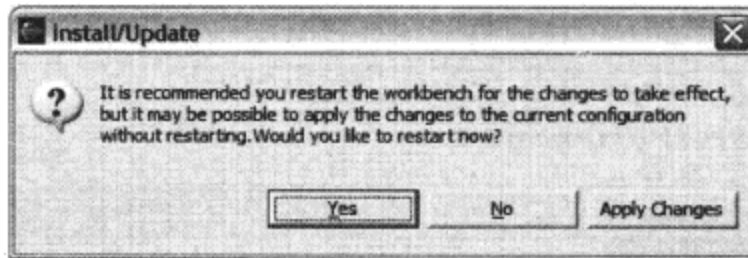 Install/Update
It is recommended you restart the workbench for the changes to take effect,
but it may be possible to apply the changes to the current configuration
without restarting. Would you like to restart now?
Yes No Apply Changes